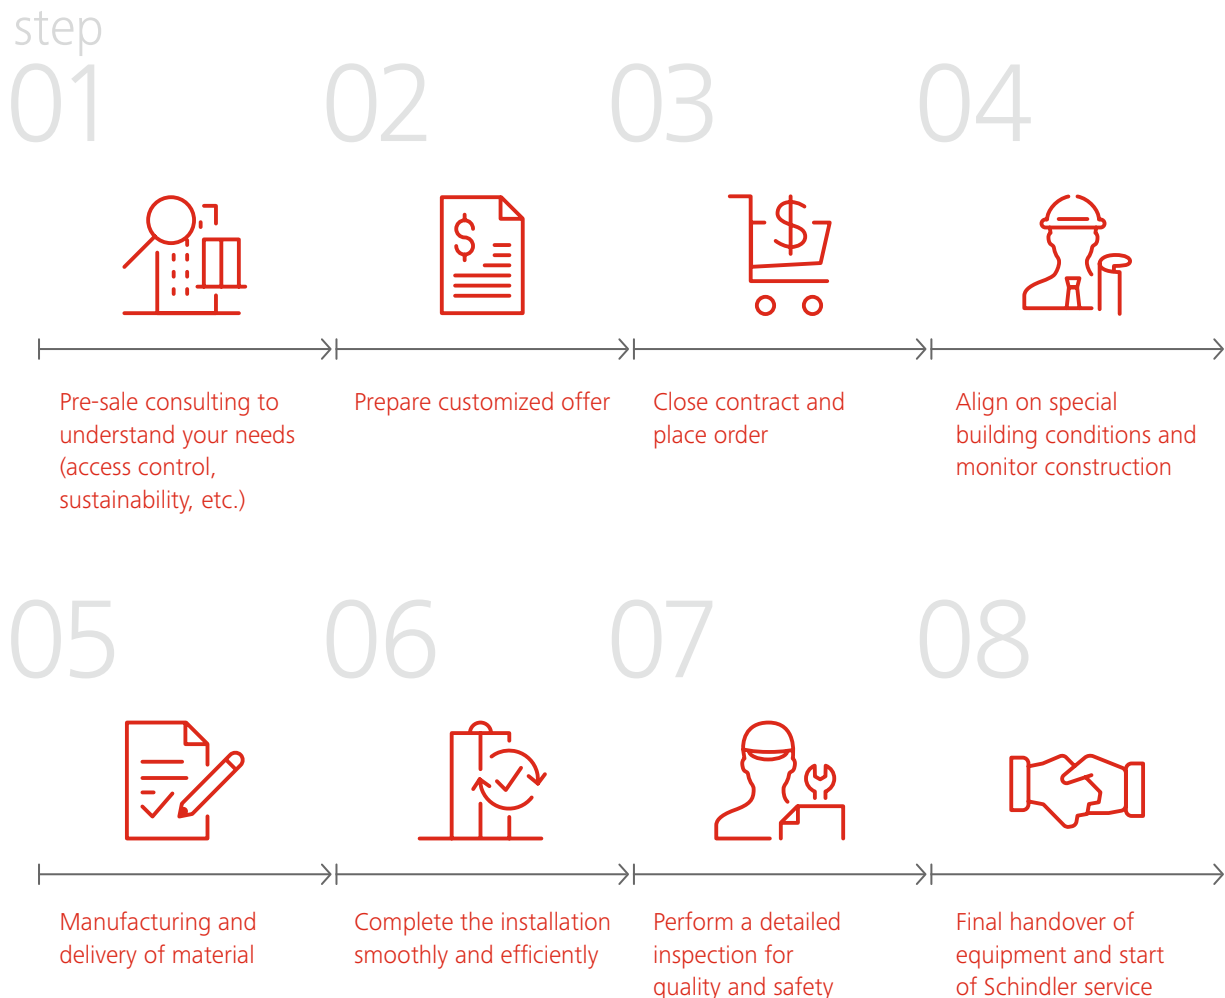 step
01
02
03
04
Pre-sale consulting to
understand your needs
(access control,
sustainability, etc.)
Prepare customized offer
Close contract and
place order
Align on special
building conditions and
monitor construction
05
06
07
08
Manufacturing and
delivery of material
Complete the installation
smoothly and efficiently
Perform a detailed
inspection for
quality and safety
Final handover of
equipment and start
of Schindler service